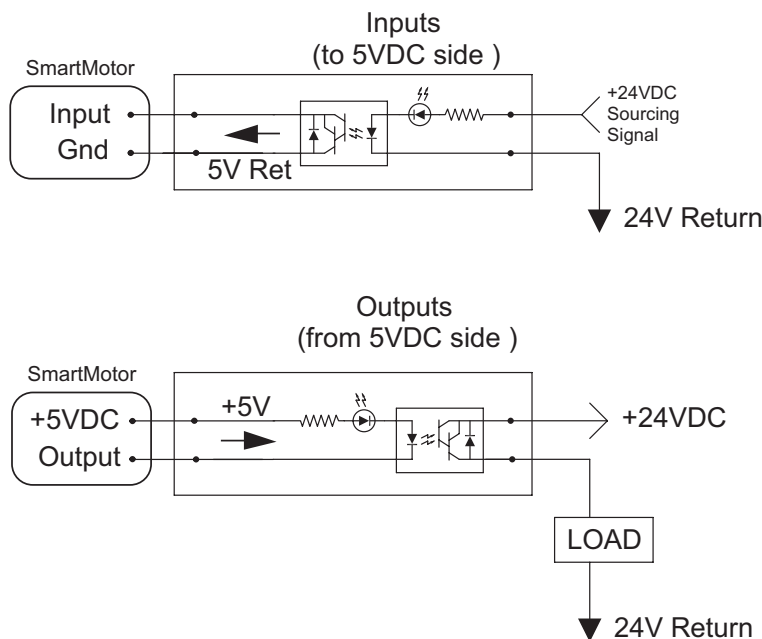 Inputs
(to 5VDC side )
SmartMotor
Input
Gnd
5V Ret
+24VDC
Sourcing
Signal
24V Return
Outputs
(from 5VDC side )
SmartMotor
+5VDC
Output
+5V
+24VDC
LOAD
24V Return